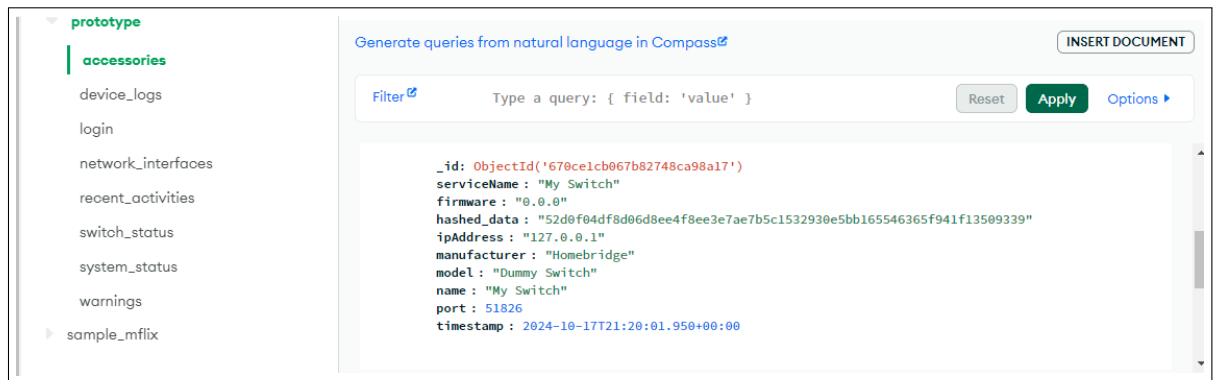 prototype
accessories
device_logs
login
network_interfaces
recent_activities
switch_status
system_status
warnings
sample_mflix
Generate queries from natural language in Compass
INSERT DOCUMENT
Filter
Type a query: { field: 'value' }
Reset
Apply
Options
_id: ObjectId('670ce1cb067b82748ca98a17')
serviceName : "My Switch"
firmware : "0.0.0"
hashed_data : "52d0f04df8d06d8ee4f8ee3e7ae7b5c1532930e5bb165546365f941f13509339"
ipAddress : "127.0.0.1"
manufacturer : "Homebridge"
model : "Dummy Switch"
name : "My Switch"
port : 51826
timestamp : 2024-10-17T21:20:01.950+00:00